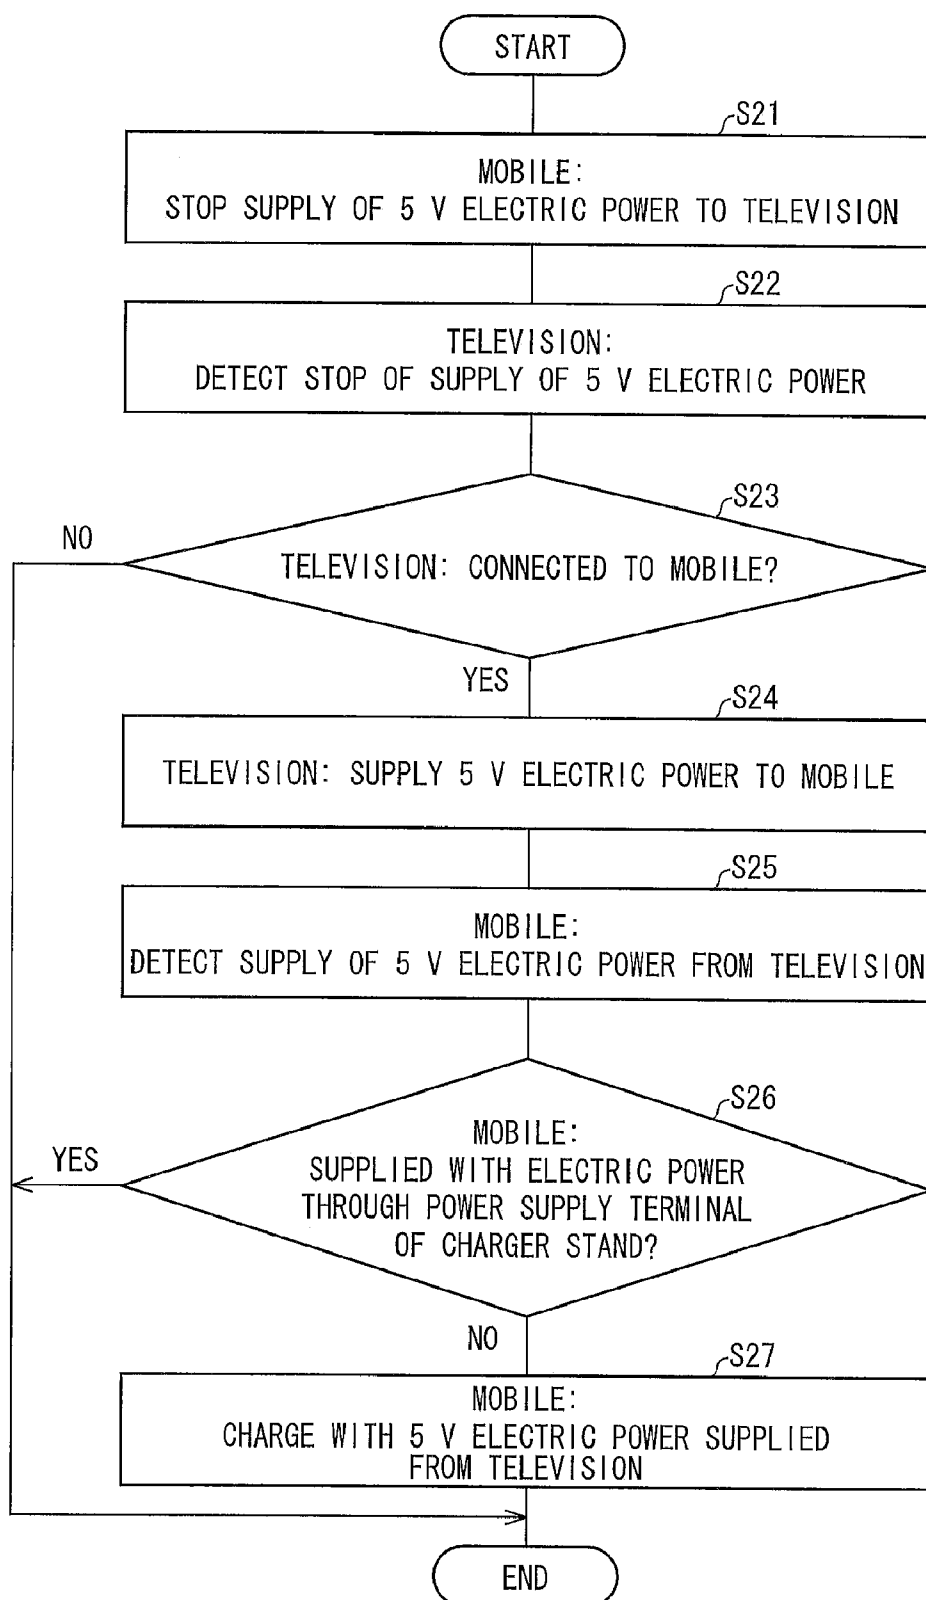 START
S21
MOBILE:
STOP SUPPLY OF 5 V ELECTRIC POWER TO TELEVISION
S22
TELEVISION:
DETECT STOP OF SUPPLY OF 5 V ELECTRIC POWER
S23
NO
TELEVISION: CONNECTED TO MOBILE?
YES
S24
TELEVISION: SUPPLY 5 V ELECTRIC POWER TO MOBILE
S25
MOBILE:
DETECT SUPPLY OF 5 V ELECTRIC POWER FROM TELEVISION
S26
YES
MOBILE:
SUPPLIED WITH ELECTRIC POWER
THROUGH POWER SUPPLY TERMINAL
OF CHARGER STAND?
NO
S27
MOBILE:
CHARGE WITH 5 V ELECTRIC POWER SUPPLIED
FROM TELEVISION
END